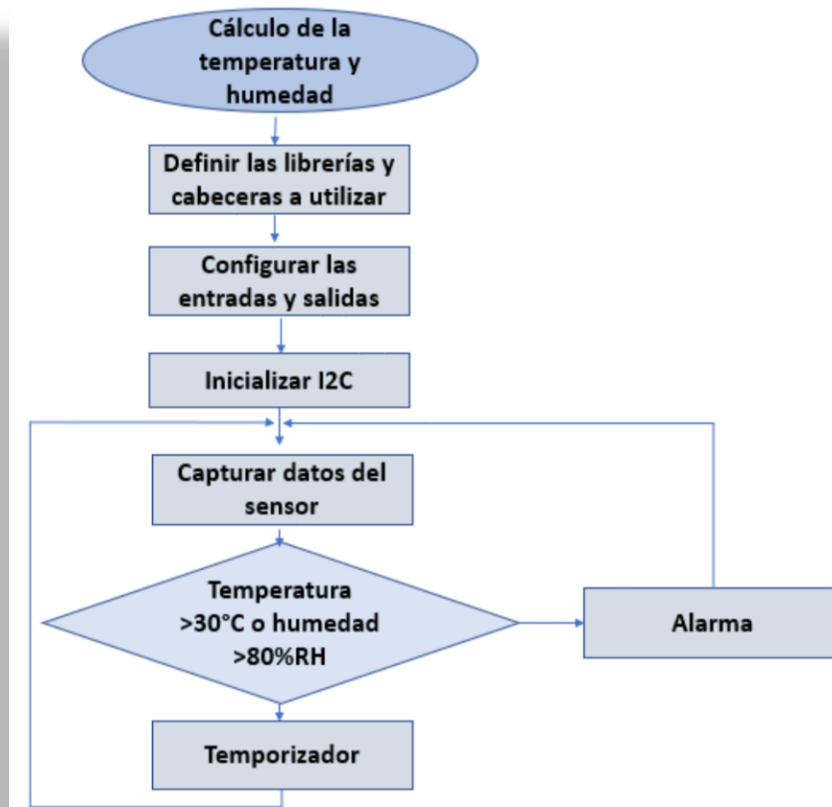 Cálculo de la
temperatura y
humedad
Definir las librerías y
cabeceras a utilizar
Configurar las
entradas y salidas
Inicializar I2C
Capturar datos del
sensor
Temperatura
>30°C o humedad
>80%RH
Alarma
Temporizador